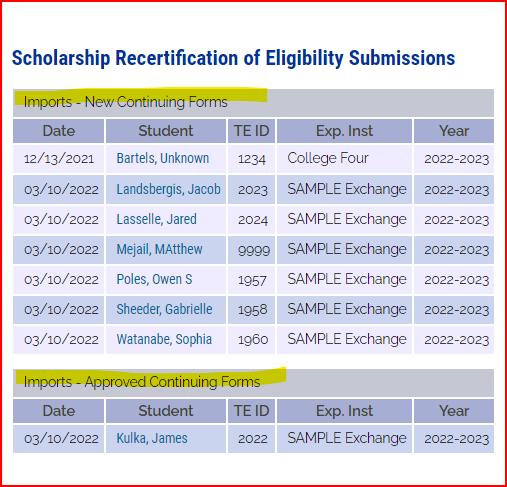 Scholarship Recertification of Eligibility Submissions
Imports - New Continuing Forms
Date Student TE ID Exp. Inst Year
12/13/2021 Bartels, Unknown 1234 College Four 2022-2023
03/10/2022 Landsbergis, Jacob 2023 SAMPLE Exchange 2022-2023
03/10/2022 Lasselle, Jared 2024 SAMPLE Exchange 2022-2023
03/10/2022 Mejail, MAtthew 9999 SAMPLE Exchange 2022-2023
03/10/2022 Poles, Owen S 1957 SAMPLE Exchange 2022-2023
03/10/2022 Sheeder, Gabrielle 1958 SAMPLE Exchange 2022-2023
03/10/2022 Watanabe, Sophia 1960 SAMPLE Exchange 2022-2023
Imports - Approved Continuing Forms
Date Student TE ID Exp. Inst Year
03/10/2022 Kulka, James 2022 SAMPLE Exchange 2022-2023